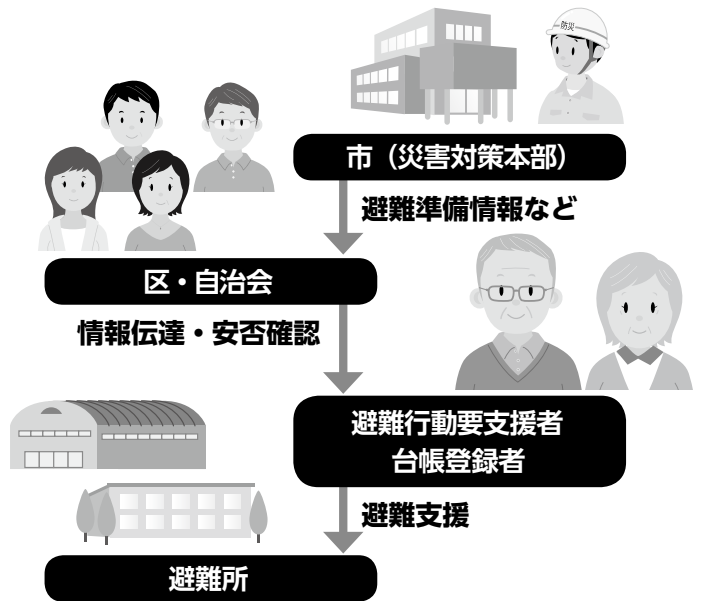 防災
市（災害対策本部）
避難準備情報など
区・自治会
情報伝達・安否確認
避難行動要支援者
台帳登録者
避難支援
避難所